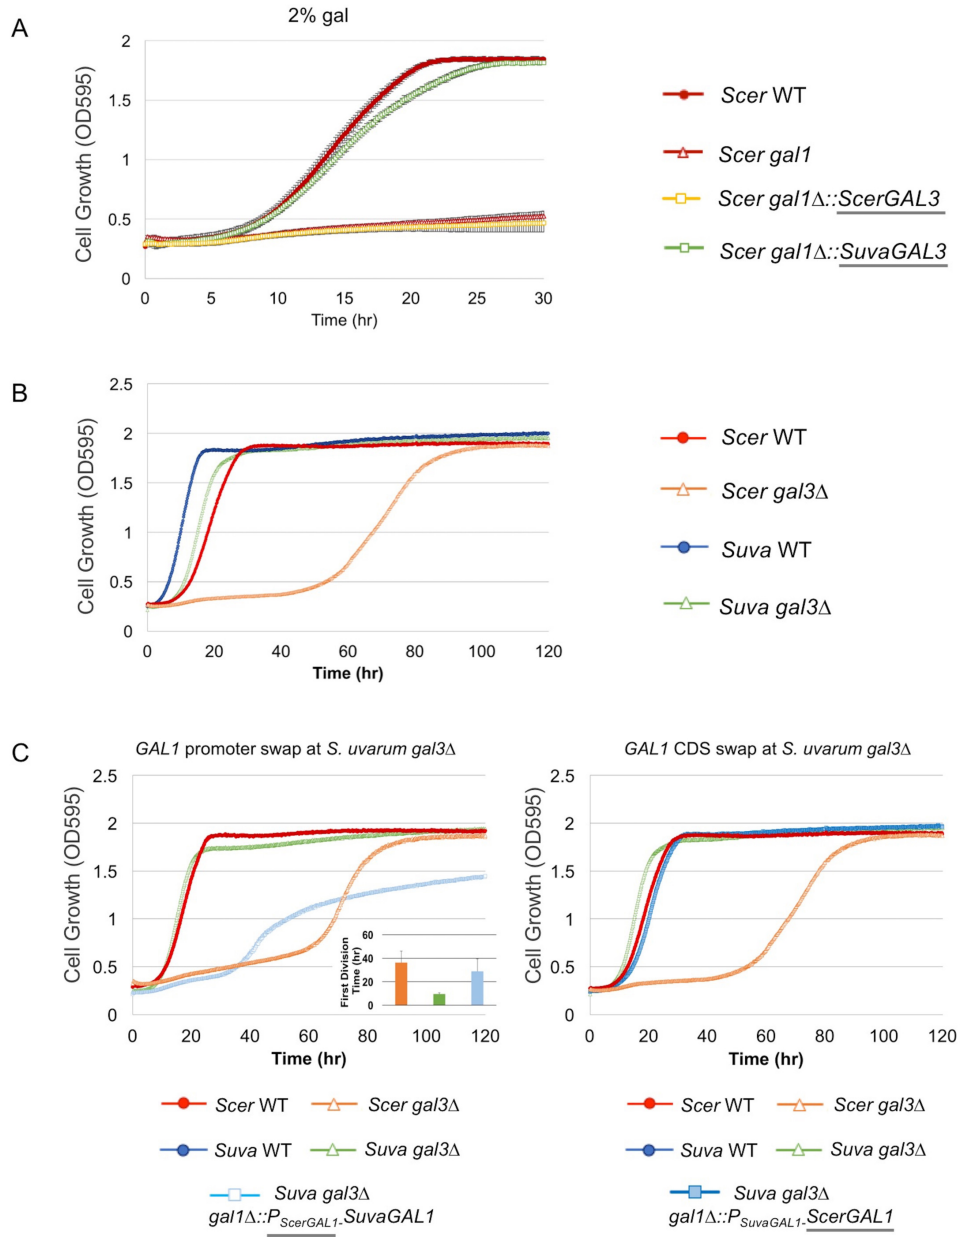 A
2% gal
Cell Growth (OD595)
2
1.5
1
0.5
0
0 5 10 15 20 25 30
Time (hr)
Scer WT
Scer gal1
Scer gal1Δ::ScerGAL3
Scer gal1Δ::SuvaGAL3
B
Cell Growth (OD595)
2.5
2
1.5
1
0.5
0
0 20 40 60 80 100 120
Time (hr)
Scer WT
Scer gal3Δ
Suva WT
Suva gal3Δ
C
GAL1 promoter swap at S. uvarum gal3Δ
Cell Growth (OD595)
2.5
2
1.5
1
0.5
0
0 20 40 60 80 100 120
Time (hr)
First Division
Time (hr)
60
40
20
0
Scer WT
Scer gal3Δ
Suva WT
Suva gal3Δ
Suva gal3Δ
gal1Δ::PScerGAL1-SuvaGAL1
GAL1 CDS swap at S. uvarum gal3Δ
Cell Growth (OD595)
2.5
2
1.5
1
0.5
0
0 20 40 60 80 100 120
Time (hr)
Scer WT
Scer gal3Δ
Suva WT
Suva gal3Δ
Suva gal3Δ
gal1Δ::PSuvaGAL1-ScerGAL1